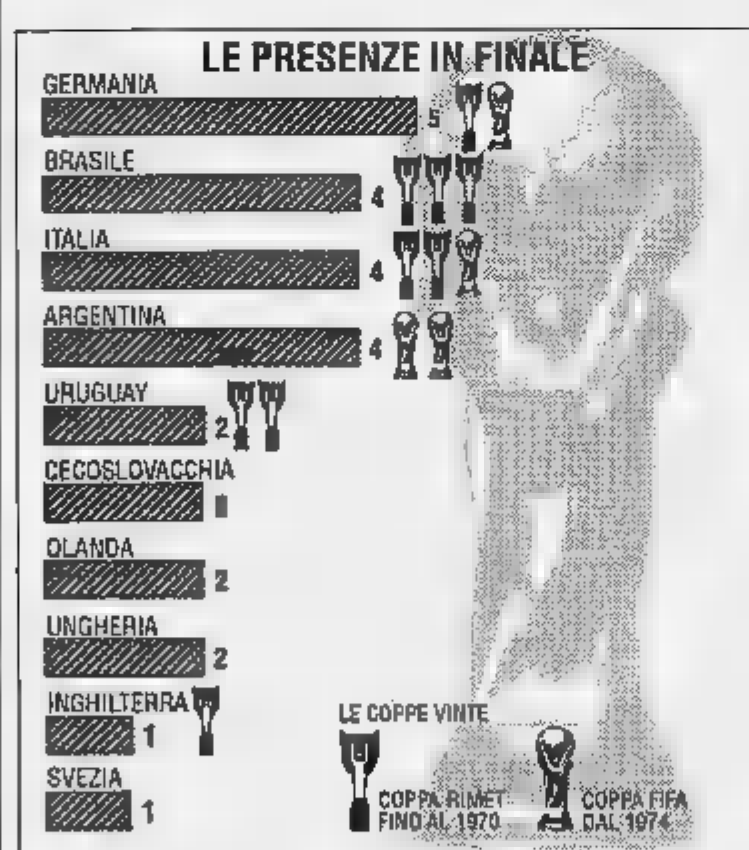 LE PRESENZE IN FINALE
GERMANIA
5
BRASILE
4
ITALIA
4
ARGENTINA
4
URUGUAY
2
CECOSLOVACCHIA
OLANDA
2
UNGHERIA
2
INGHILTERRA
1
SVEZIA
1
LE COPPE VINTE
COPPA RIMET
FINO AL 1970
COPPA FIFA
DAL 1974